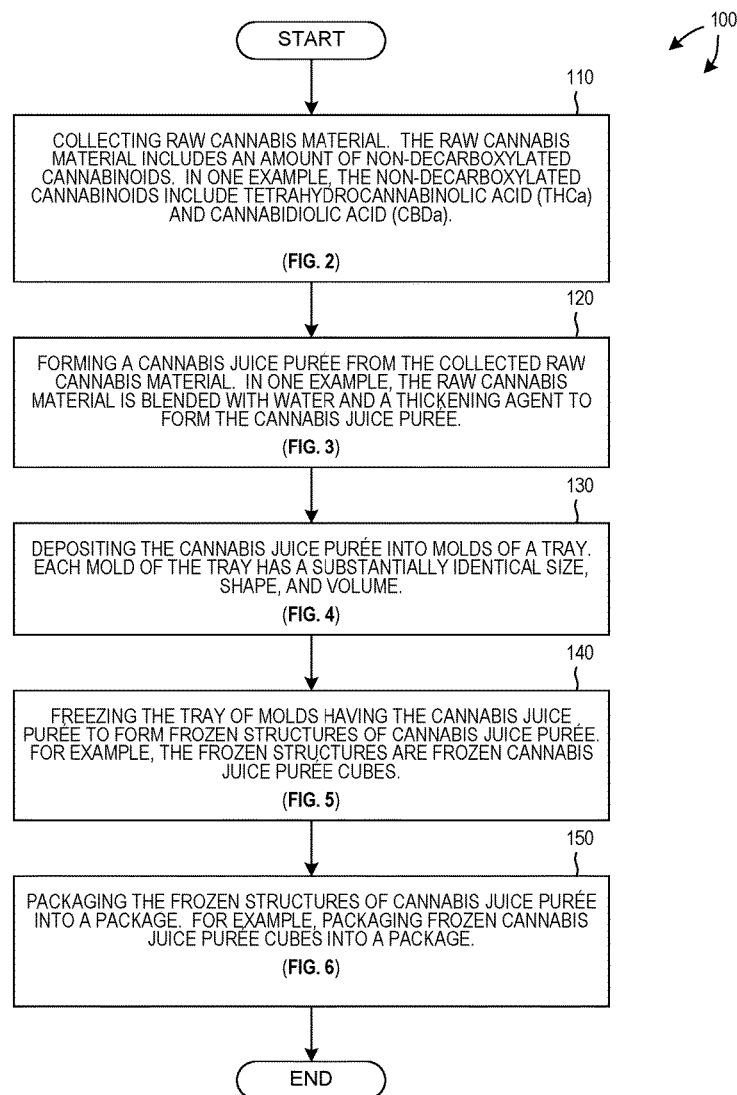 100
START
110
COLLECTING RAW CANNABIS MATERIAL. THE RAW CANNABIS
MATERIAL INCLUDES AN AMOUNT OF NON-DECARBOXYLATED
CANNABINOIDS. IN ONE EXAMPLE, THE NON-DECARBOXYLATED
CANNABINOIDS INCLUDE TETRAHYDROCANNABINOLIC ACID (THCa)
AND CANNABIDIOLIC ACID (CBDa).
(FIG. 2)
120
FORMING A CANNABIS JUICE PURÉE FROM THE COLLECTED RAW
CANNABIS MATERIAL. IN ONE EXAMPLE, THE RAW CANNABIS
MATERIAL IS BLENDED WITH WATER AND A THICKENING AGENT TO
FORM THE CANNABIS JUICE PURÉE.
(FIG. 3)
130
DEPOSITING THE CANNABIS JUICE PURÉE INTO MOLDS OF A TRAY.
EACH MOLD OF THE TRAY HAS A SUBSTANTIALLY IDENTICAL SIZE,
SHAPE, AND VOLUME.
(FIG. 4)
140
FREEZING THE TRAY OF MOLDS HAVING THE CANNABIS JUICE
PURÉE TO FORM FROZEN STRUCTURES OF CANNABIS JUICE PURÉE.
FOR EXAMPLE, THE FROZEN STRUCTURES ARE FROZEN CANNABIS
JUICE PURÉE CUBES.
(FIG. 5)
150
PACKAGING THE FROZEN STRUCTURES OF CANNABIS JUICE PURÉE
INTO A PACKAGE. FOR EXAMPLE, PACKAGING FROZEN CANNABIS
JUICE PURÉE CUBES INTO A PACKAGE.
(FIG. 6)
END